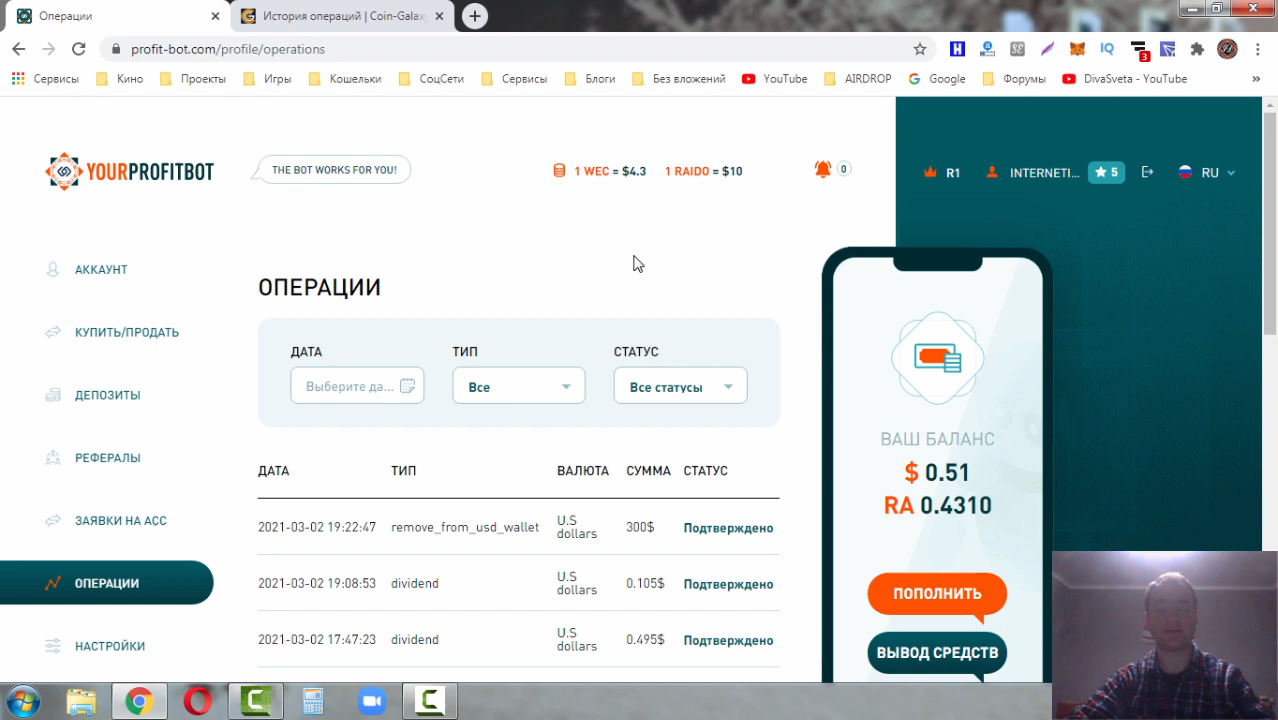 Операции
История операций | Coin-Galaxy
profit-bot.com/profile/operations
3
Сервисы
Кино
Проекты
Игры
Кошельки
СоцСети
Сервисы
Блоги
Без вложений
YouTube
AIRDROP
Google
Форумы
DivaSveta - YouTube
YOURPROFITBOT
THE BOT WORKS FOR YOU!
1 WEC = $4.3 1 RAIDO = $10
0
R1
INTERNETI...
5
RU
АККАУНТ
КУПИТЬ/ПРОДАТЬ
ДЕПОЗИТЫ
РЕФЕРАЛЫ
ЗАЯВКИ НА ACC
ОПЕРАЦИИ
НАСТРОЙКИ
ОПЕРАЦИИ
ДАТА ТИП СТАТУС
Выберите да... Все Все статусы
ДАТА ТИП ВАЛЮТА СУММА СТАТУС
2021-03-02 19:22:47 remove_from_usd_wallet U.S dollars 300$ Подтверждено
2021-03-02 19:08:53 dividend U.S dollars 0.105$ Подтверждено
2021-03-02 17:47:23 dividend U.S dollars 0.495$ Подтверждено
ВАШ БАЛАНС
$ 0.51
RA 0.4310
ПОПОЛНИТЬ
ВЫВОД СРЕДСТВ